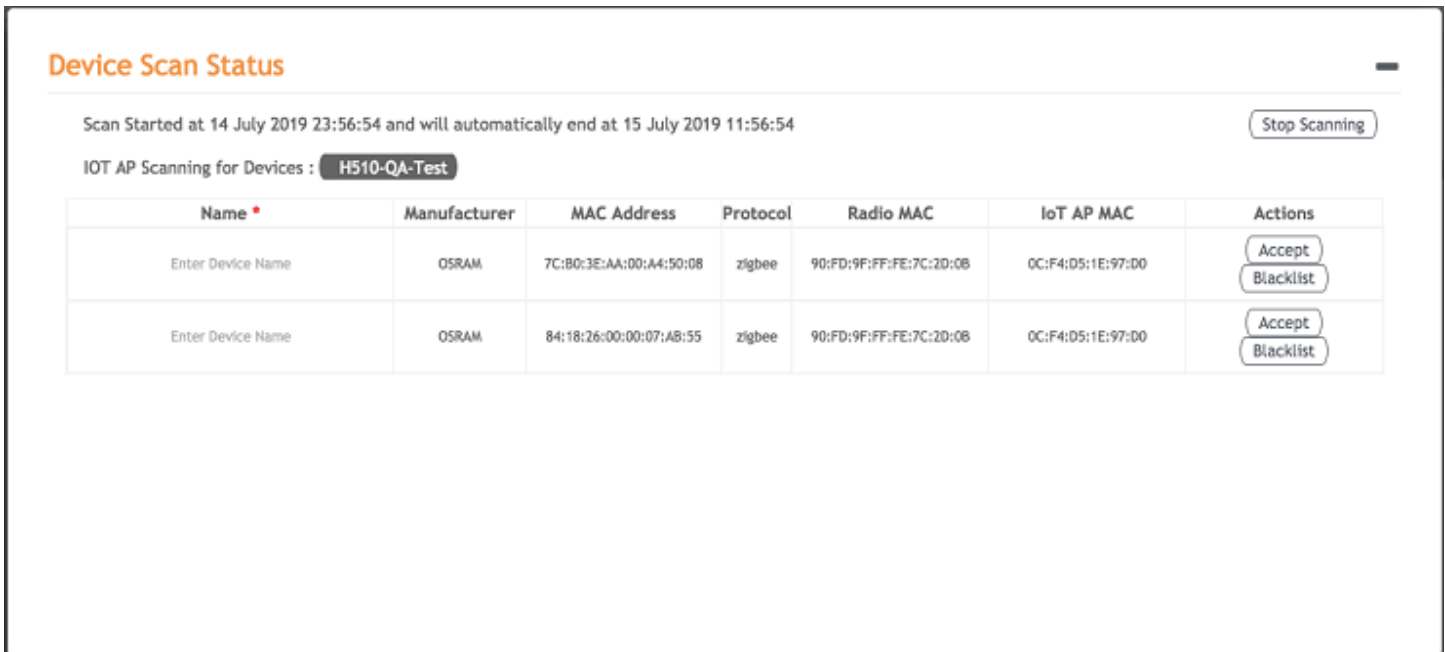 Device Scan Status
Scan Started at 14 July 2019 23:56:54 and will automatically end at 15 July 2019 11:56:54
Stop Scanning
IOT AP Scanning for Devices : H510-QA-Test
Name * Manufacturer MAC Address Protocol Radio MAC IoT AP MAC Actions
Enter Device Name OSRAM 7C:B0:3E:AA:00:A4:50:08 zigbee 90:FD:9F:FF:FE:7C:2D:0B 0C:F4:D5:1E:97:D0 Accept
Blacklist
Enter Device Name OSRAM 84:18:26:00:00:07:AB:55 zigbee 90:FD:9F:FF:FE:7C:2D:0B 0C:F4:D5:1E:97:D0 Accept
Blacklist